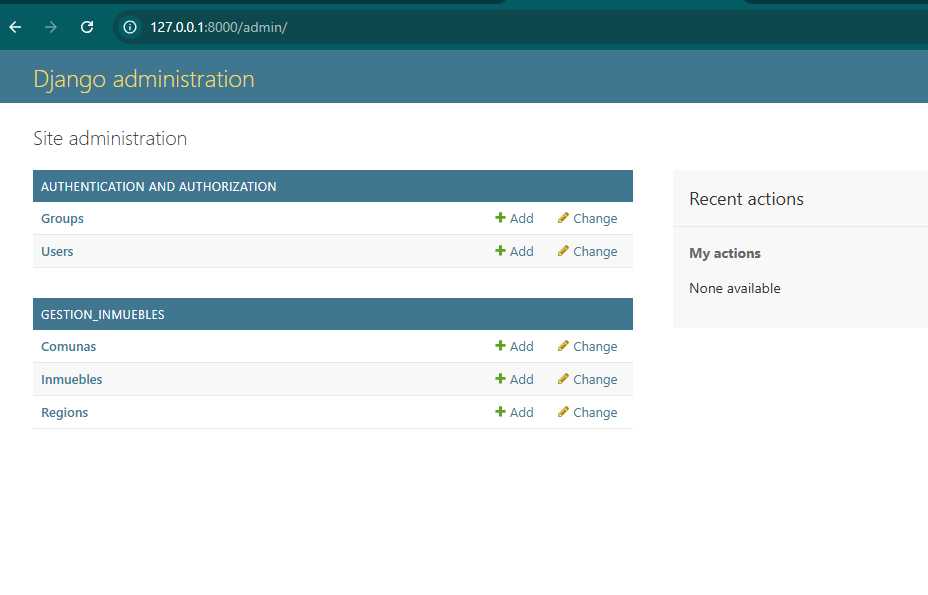 127.0.0.1:8000/admin/
Django administration
Site administration
AUTHENTICATION AND AUTHORIZATION
Groups Add Change
Users Add Change
GESTION_INMUEBLES
Comunas Add Change
Inmuebles Add Change
Regions Add Change
Recent actions
My actions
None available